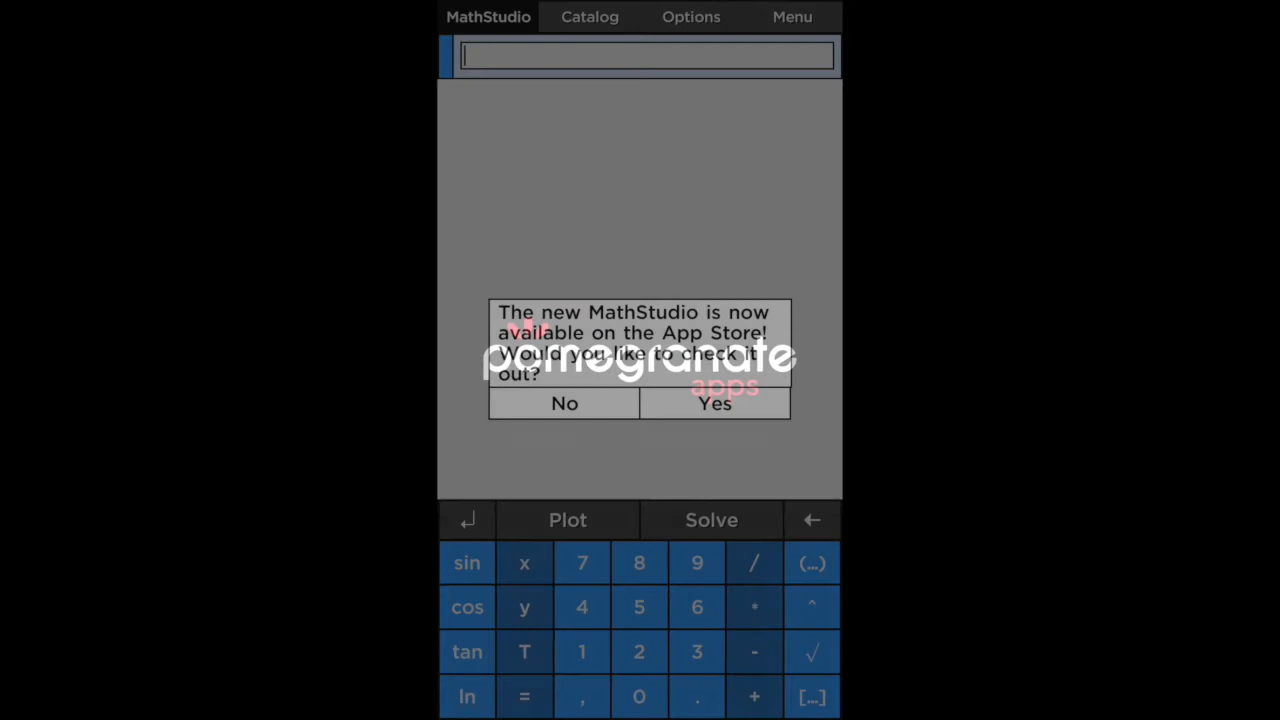 MathStudio Catalog Options Menu
The new MathStudio is now
available on the App Store!
Would you like to check it
out?
pomegranate
apps
No Yes
↵ Plot Solve ←
sin x 7 8 9 / (...)
cos y 4 5 6 * ^
tan T 1 2 3 - √
ln = , 0 . + [...]